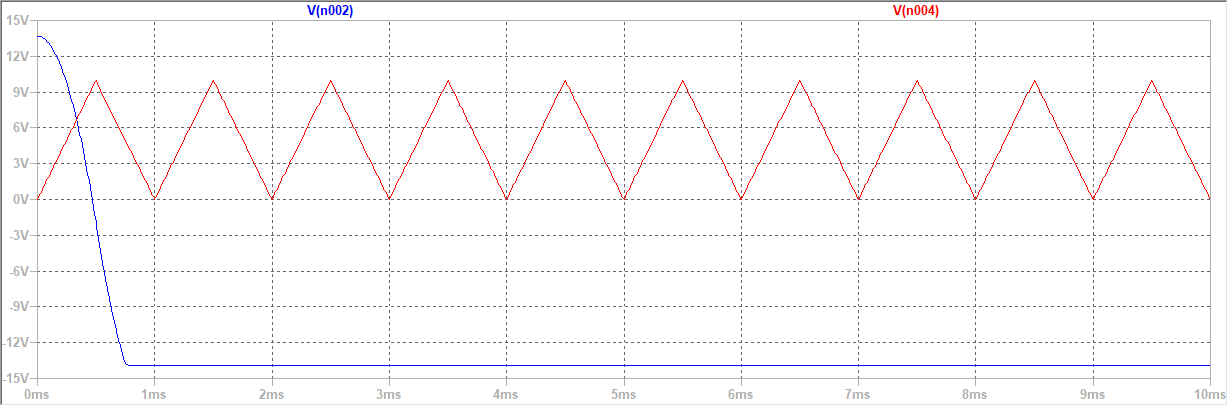 V(n002) V(n004)
15V
12V
9V
6V
3V
0V
-3V
-6V
-9V
-12V
-15V
0ms 1ms 2ms 3ms 4ms 5ms 6ms 7ms 8ms 9ms 10ms